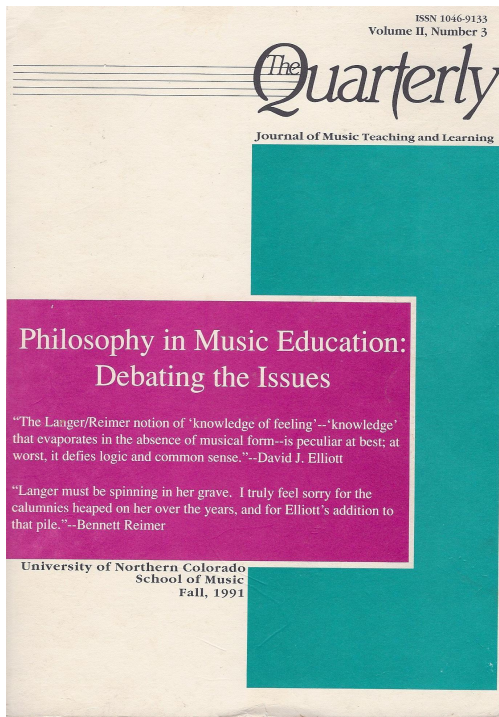 ISSN 1046-9133
Volume II, Number 3
The Quarterly
Journal of Music Teaching and Learning
Philosophy in Music Education:
Debating the Issues
“The Langer/Reimer notion of ‘knowledge of feeling’--‘knowledge’
that evaporates in the absence of musical form--is peculiar at best; at
worst, it defies logic and common sense.”--David J. Elliott
“Langer must be spinning in her grave.  I truly feel sorry for the
calumnies heaped on her over the years, and for Elliott’s addition to
that pile.”--Bennett Reimer
University of Northern Colorado
School of Music
Fall, 1991